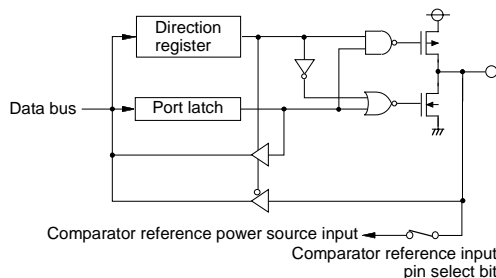 Direction
register
Data bus
Port latch
Comparator reference power source input
Comparator reference input
pin select bit